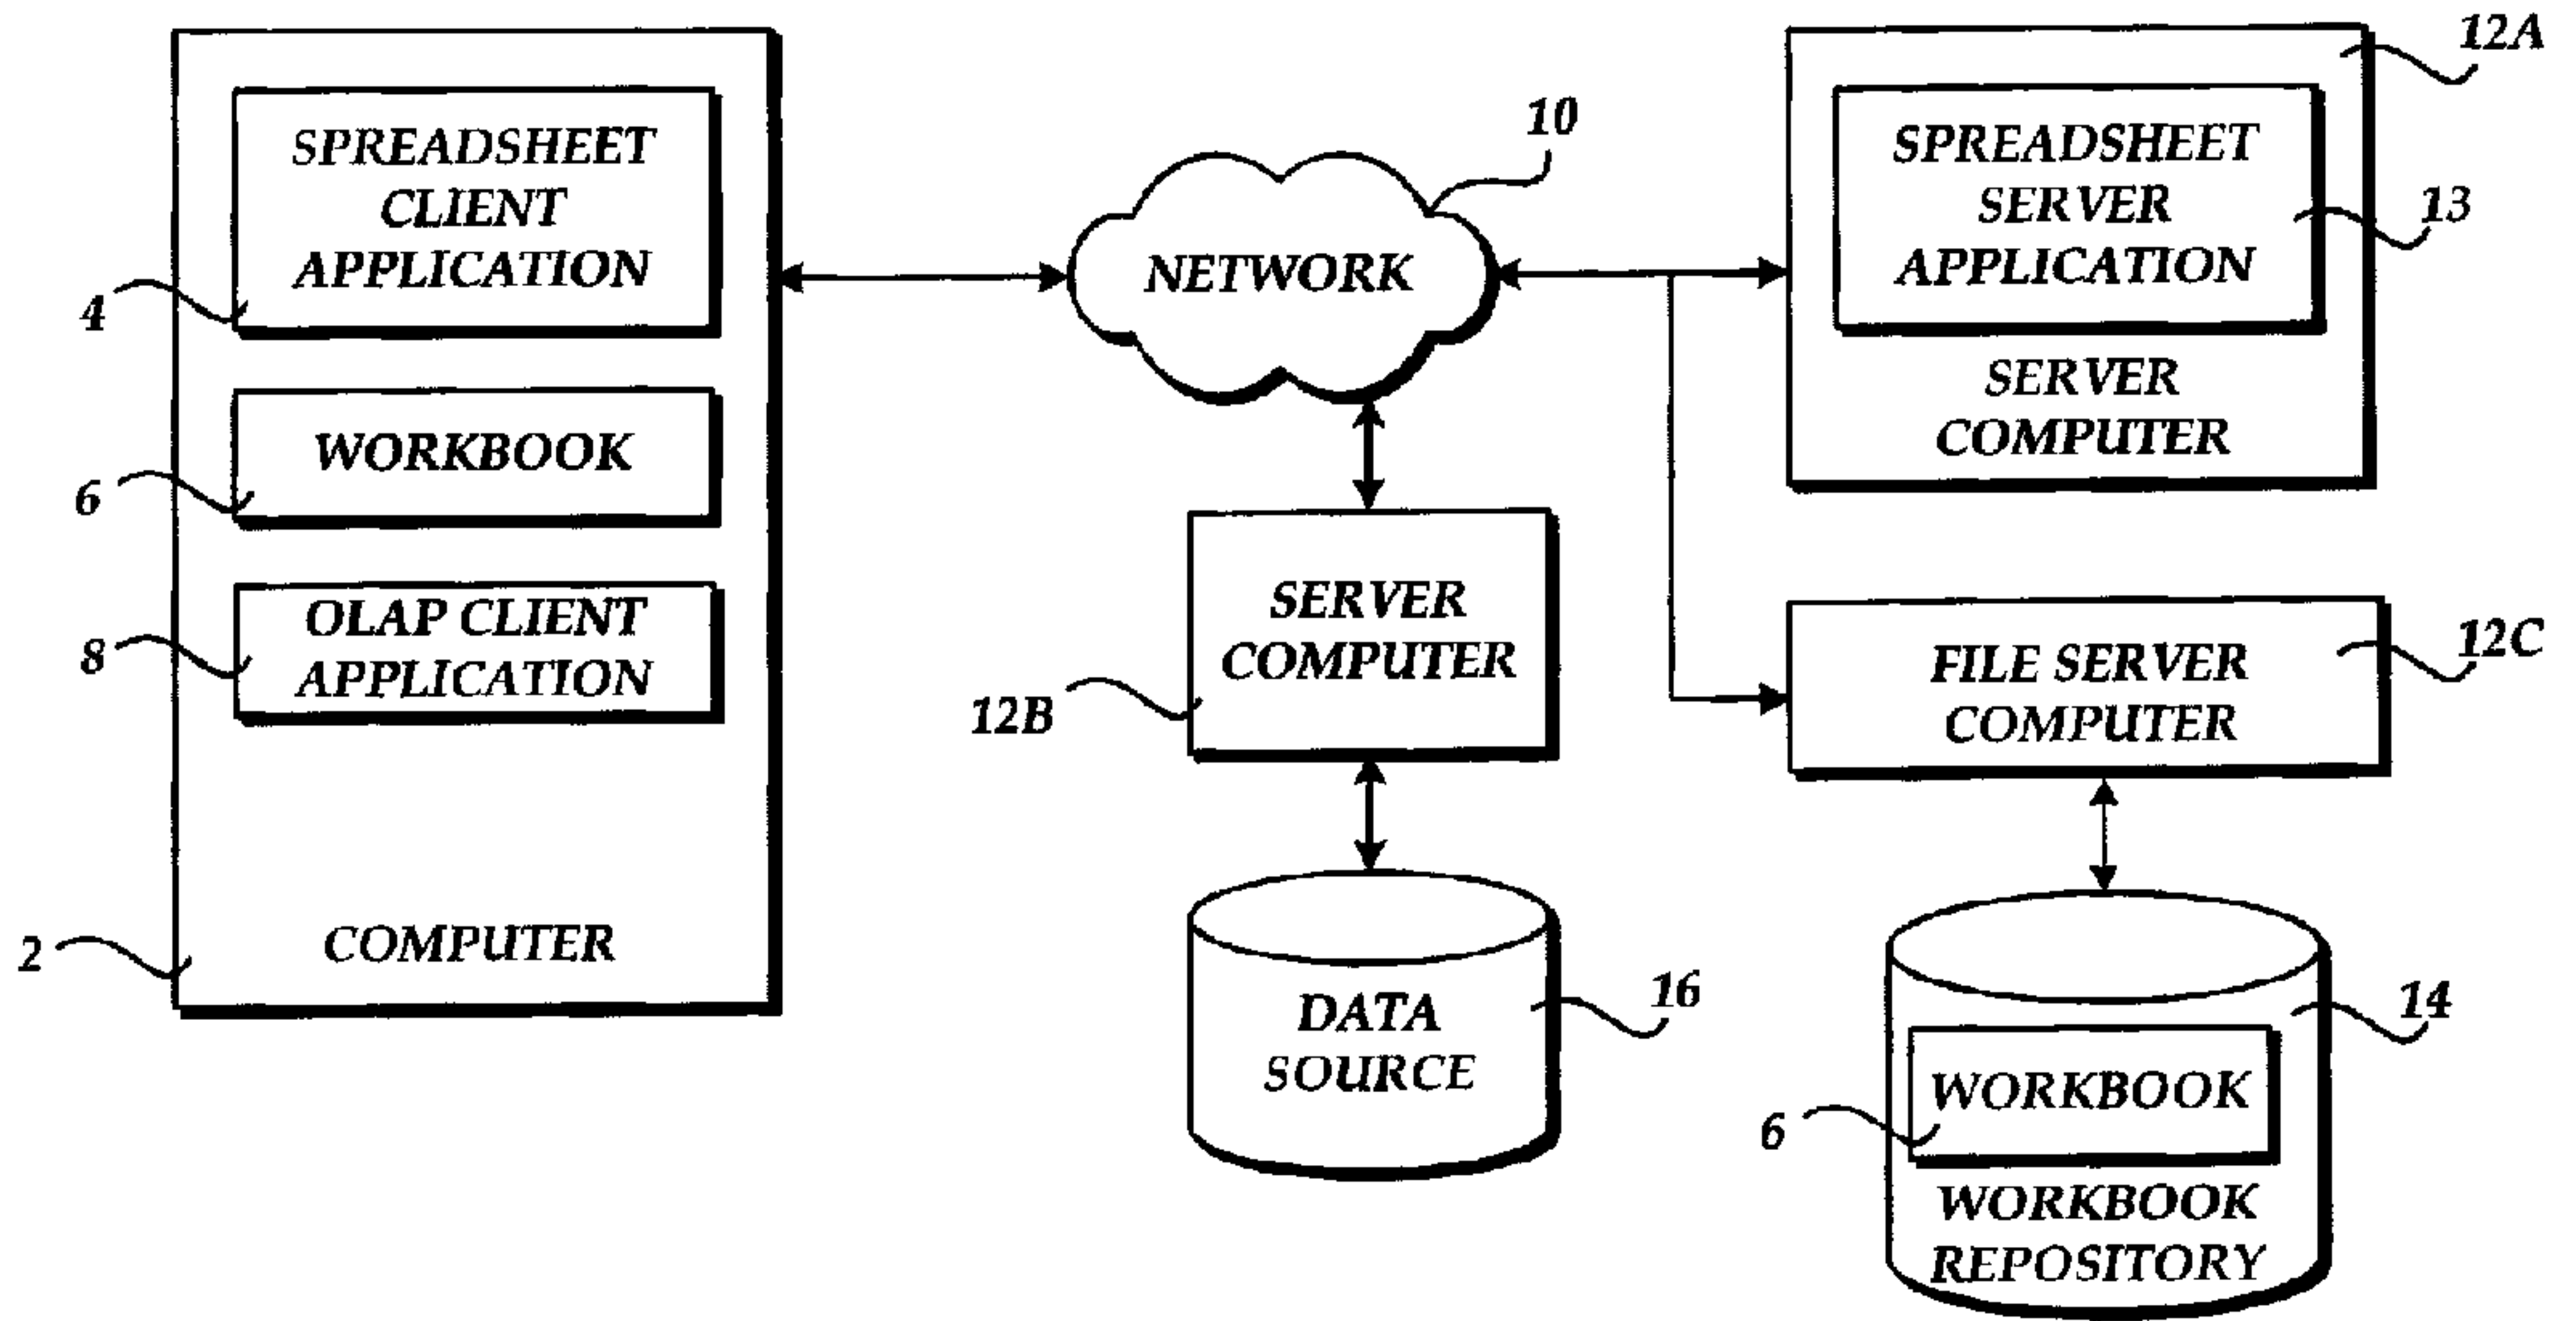 SPREADSHEET
CLIENT
APPLICATION
4
WORKBOOK
6
OLAP CLIENT
APPLICATION
8
COMPUTER
2
10
NETWORK
SERVER
COMPUTER
12B
DATA
SOURCE
16
12A
SPREADSHEET
SERVER
APPLICATION
13
SERVER
COMPUTER
FILE SERVER
COMPUTER
12C
14
WORKBOOK
6
WORKBOOK
REPOSITORY